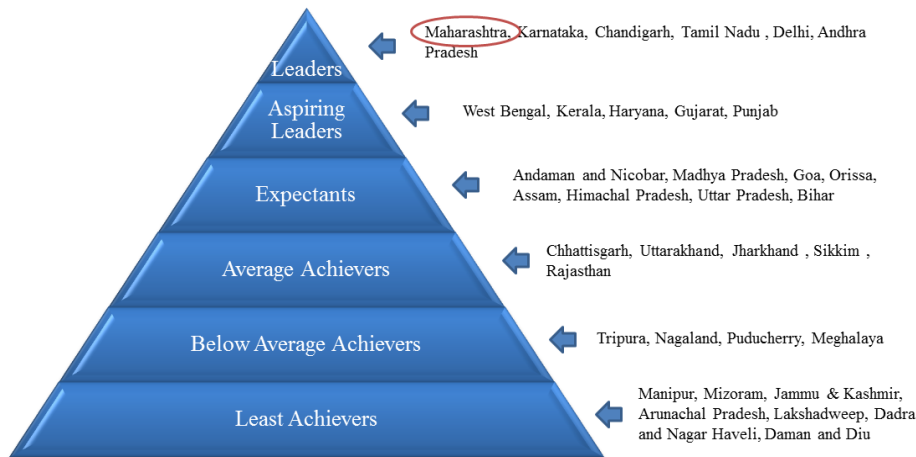 Leaders
Maharashtra, Karnataka, Chandigarh, Tamil Nadu , Delhi, Andhra
Pradesh
Aspiring
Leaders
West Bengal, Kerala, Haryana, Gujarat, Punjab
Expectants
Andaman and Nicobar, Madhya Pradesh, Goa, Orissa,
Assam, Himachal Pradesh, Uttar Pradesh, Bihar
Average Achievers
Chhattisgarh, Uttarakhand, Jharkhand , Sikkim ,
Rajasthan
Below Average Achievers
Tripura, Nagaland, Puducherry, Meghalaya
Least Achievers
Manipur, Mizoram, Jammu & Kashmir,
Arunachal Pradesh, Lakshadweep, Dadra
and Nagar Haveli, Daman and Diu